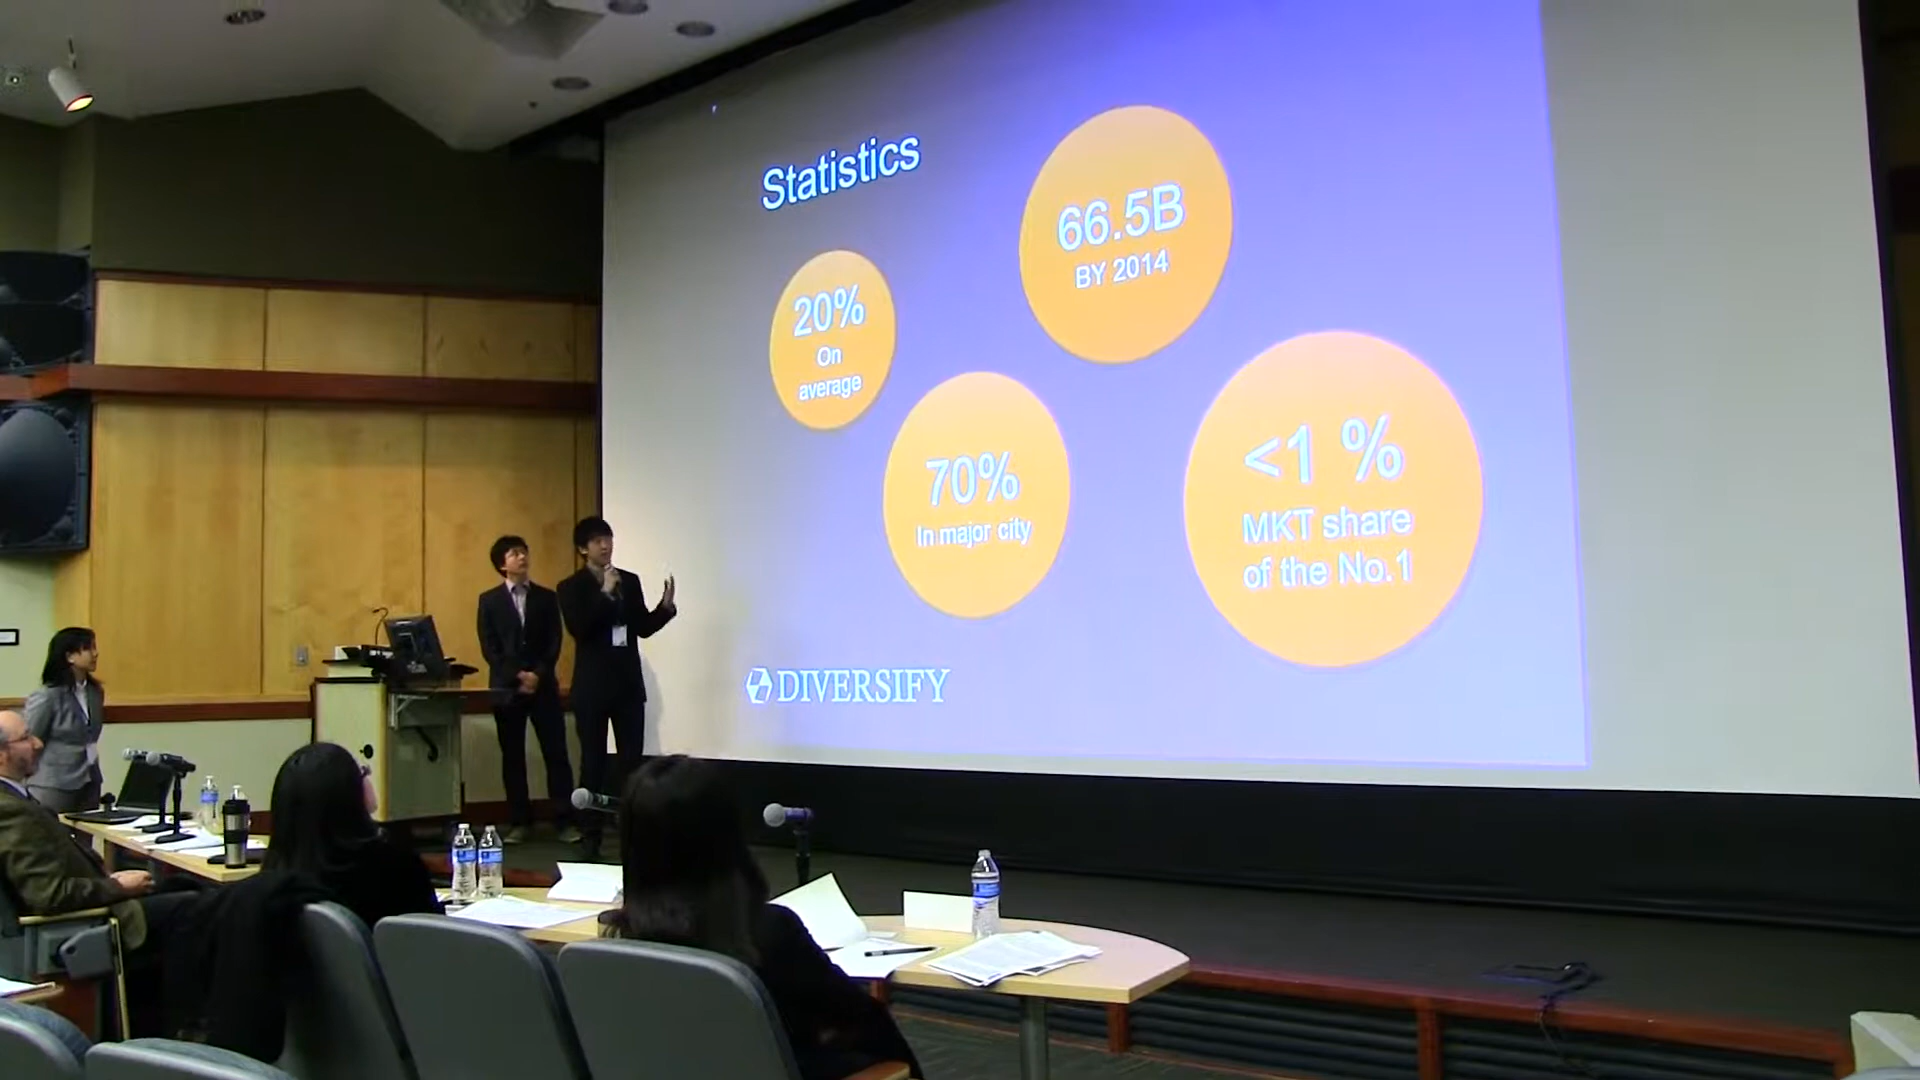 Statistics
66.5B
BY 2014
20%
On
average
70%
In major city
<1 %
MKT share
of the No.1
DIVERSIFY